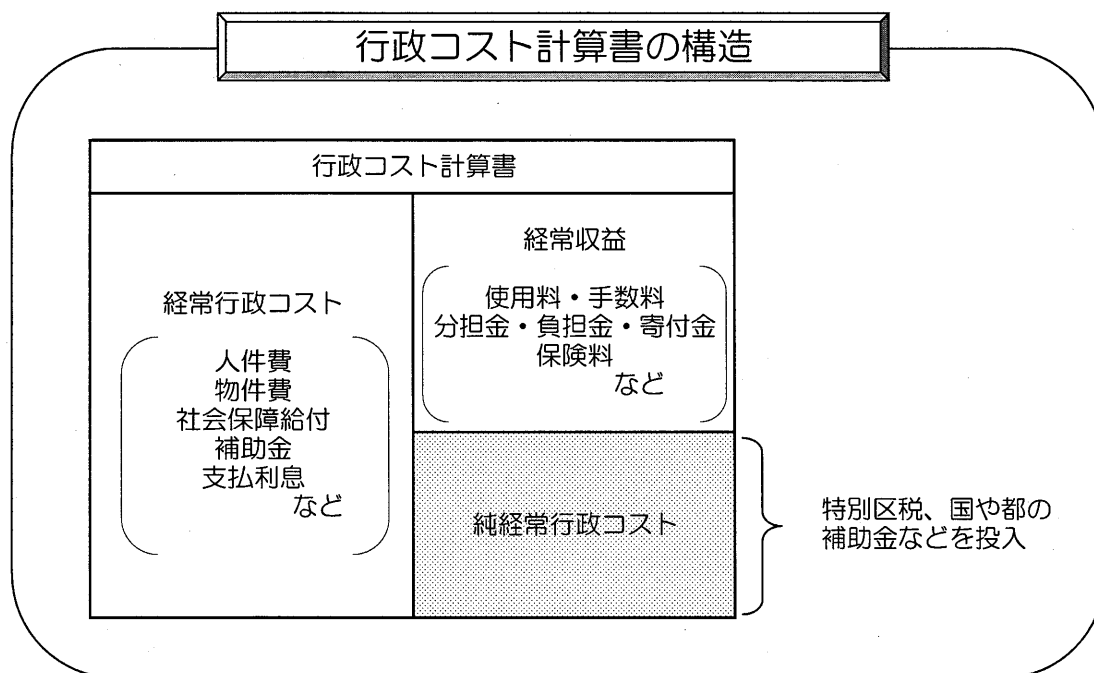 行政コスト計算書の構造
行政コスト計算書
経常行政コスト
人件費
物件費
社会保障給付
補助金
支払利息
など
経常収益
使用料・手数料
分担金・負担金・寄付金
保険料
など
純経常行政コスト
特別区税、国や都の
補助金などを投入